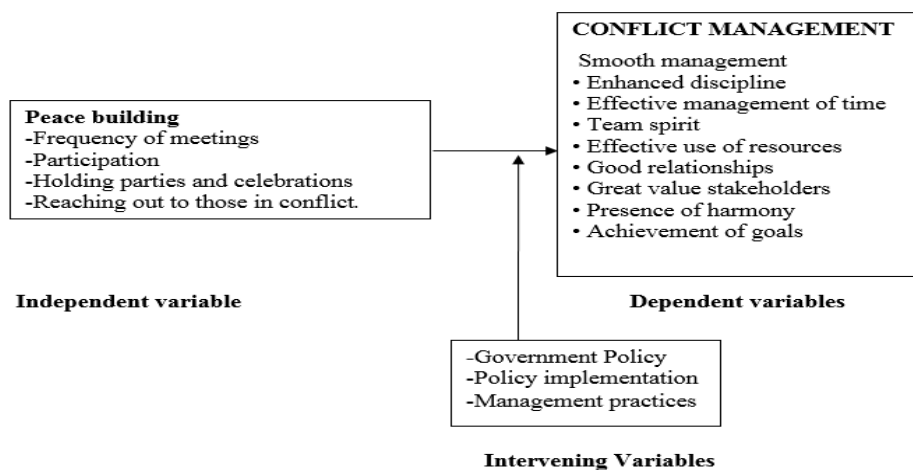 CONFLICT MANAGEMENT
Smooth management
• Enhanced discipline
• Effective management of time
• Team spirit
• Effective use of resources
• Good relationships
• Great value stakeholders
• Presence of harmony
• Achievement of goals
Peace building
-Frequency of meetings
-Participation
-Holding parties and celebrations
-Reaching out to those in conflict.
Independent variable
Dependent variables
-Government Policy
-Policy implementation
-Management practices
Intervening Variables